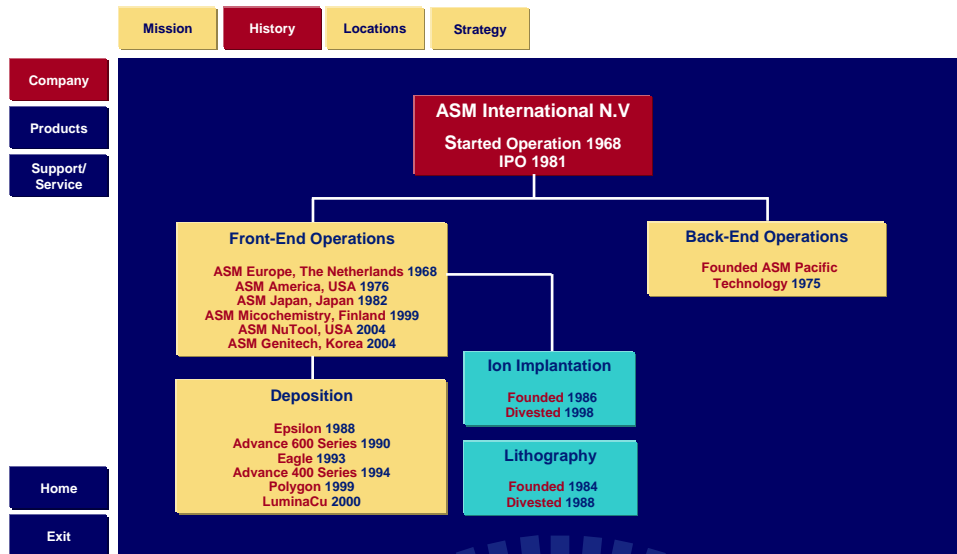 Mission
History
Locations
Strategy
Company
Products
Support/
Service
ASM International N.V
Started Operation 1968
IPO 1981
Front-End Operations
ASM Europe, The Netherlands 1968
ASM America, USA 1976
ASM Japan, Japan 1982
ASM Micochemistry, Finland 1999
ASM NuTool, USA 2004
ASM Genitech, Korea 2004
Back-End Operations
Founded ASM Pacific
Technology 1975
Ion Implantation
Founded 1986
Divested 1998
Deposition
Epsilon 1988
Advance 600 Series 1990
Eagle 1993
Advance 400 Series 1994
Polygon 1999
LuminaCu 2000
Lithography
Founded 1984
Divested 1988
Home
Exit